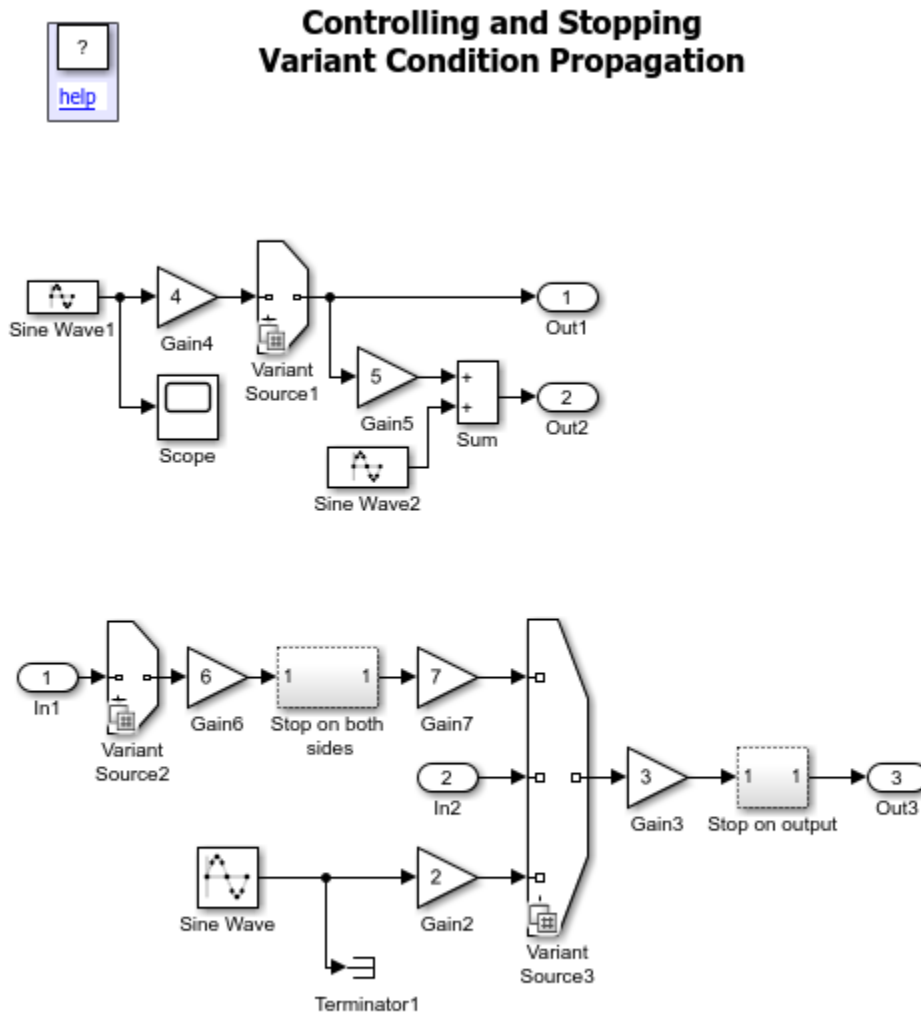 Controlling and Stopping
Variant Condition Propagation
?
help
Sine Wave1
4
Gain4
Variant
Source1
1
Out1
Scope
5
Gain5
+
+
Sum
2
Out2
Sine Wave2
1
In1
Variant
Source2
6
Gain6
1 1
Stop on both
sides
7
Gain7
2
In2
3
Gain3
1 1
Stop on output
3
Out3
Sine Wave
2
Gain2
Variant
Source3
Terminator1